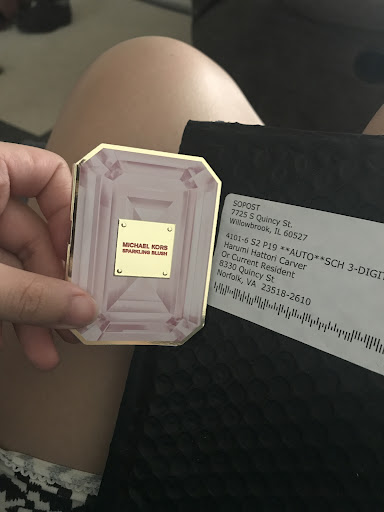 MICHAEL KORS
SPARKLING BLUSH
SOPOST
7725 S Quincy St.
Willowbrook, IL 60527
4101-6 S2 P19 **AUTO**SCH 3-DIGIT
Harumi Hattori Carver
Or Current Resident
8330 Quincy St
Norfolk, VA 23518-2610